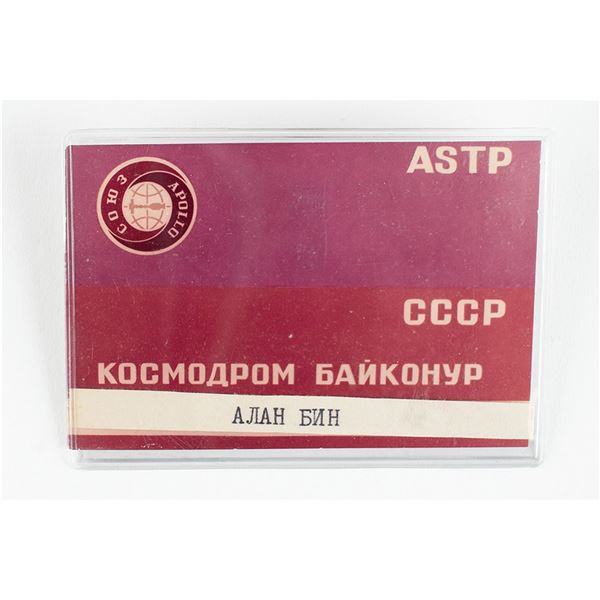 ASTP
СОЮЗ
APOLLO
СССР
КОСМОДРОМ БАЙКОНУР
АЛАН БИН